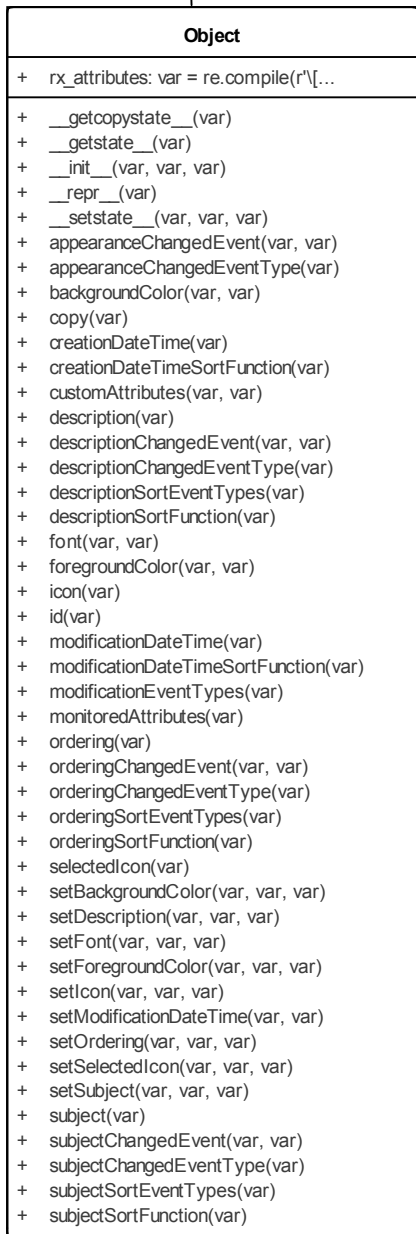 Object
+ rx_attributes: var = re.compile(r'\[...
+ __getcopystate__(var)
+ __getstate__(var)
+ __init__(var, var, var)
+ __repr__(var)
+ __setstate__(var, var, var)
+ appearanceChangedEvent(var, var)
+ appearanceChangedEventType(var)
+ backgroundColor(var, var)
+ copy(var)
+ creationDateTime(var)
+ creationDateTimeSortFunction(var)
+ customAttributes(var, var)
+ description(var)
+ descriptionChangedEvent(var, var)
+ descriptionChangedEventType(var)
+ descriptionSortEventTypes(var)
+ descriptionSortFunction(var)
+ font(var, var)
+ foregroundColor(var, var)
+ icon(var)
+ id(var)
+ modificationDateTime(var)
+ modificationDateTimeSortFunction(var)
+ modificationEventTypes(var)
+ monitoredAttributes(var)
+ ordering(var)
+ orderingChangedEvent(var, var)
+ orderingChangedEventType(var)
+ orderingSortEventTypes(var)
+ orderingSortFunction(var)
+ selectedIcon(var)
+ setBackgroundColor(var, var, var)
+ setDescription(var, var, var)
+ setFont(var, var, var)
+ setForegroundColor(var, var, var)
+ setIcon(var, var, var)
+ setModificationDateTime(var, var)
+ setOrdering(var, var, var)
+ setSelectedIcon(var, var, var)
+ setSubject(var, var, var)
+ subject(var)
+ subjectChangedEvent(var, var)
+ subjectChangedEventType(var)
+ subjectSortEventTypes(var)
+ subjectSortFunction(var)